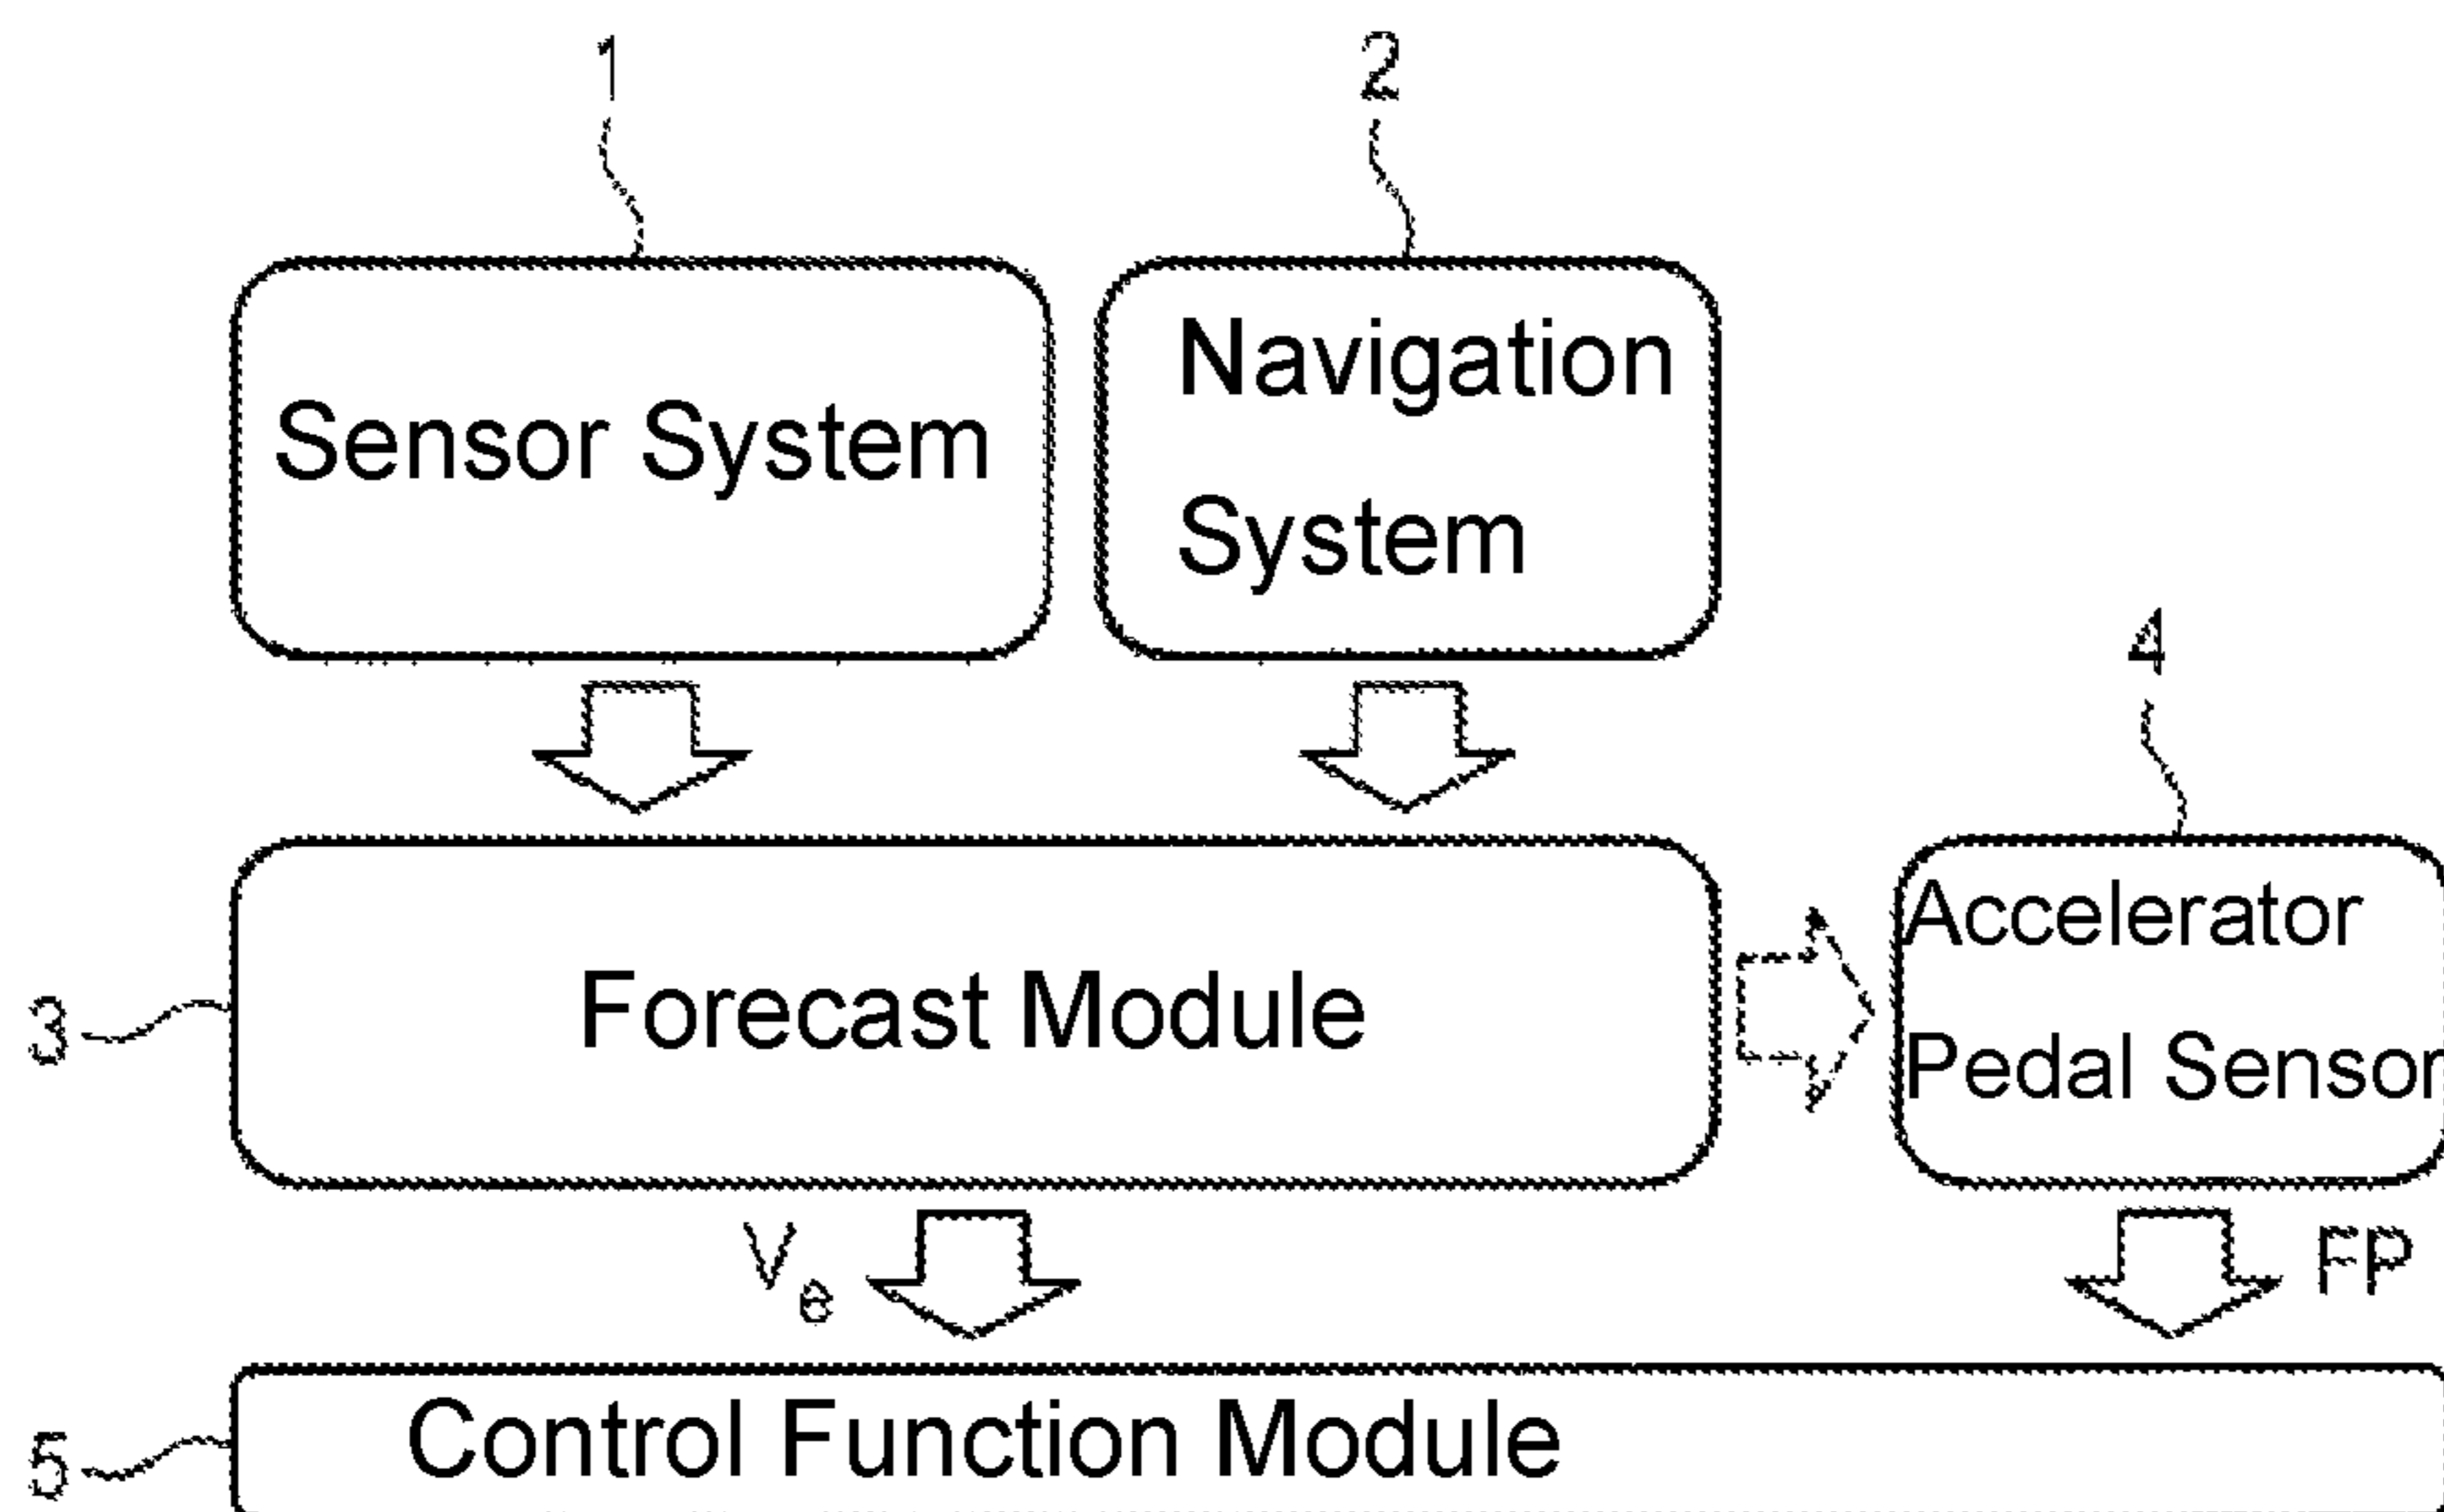 1
2
Sensor System
Navigation
System
4
3
Forecast Module
Accelerator
Pedal Sensor
Ve
FP
5
Control Function Module